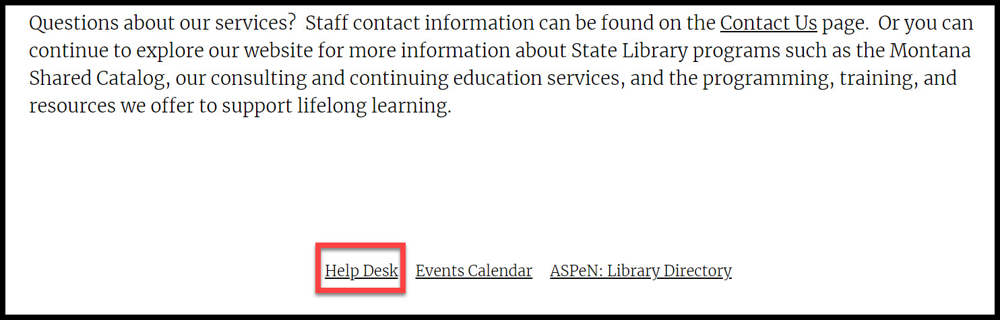 Questions about our services?  Staff contact information can be found on the Contact Us page.  Or you can
continue to explore our website for more information about State Library programs such as the Montana
Shared Catalog, our consulting and continuing education services, and the programming, training, and
resources we offer to support lifelong learning.
Help Desk Events Calendar ASPeN: Library Directory